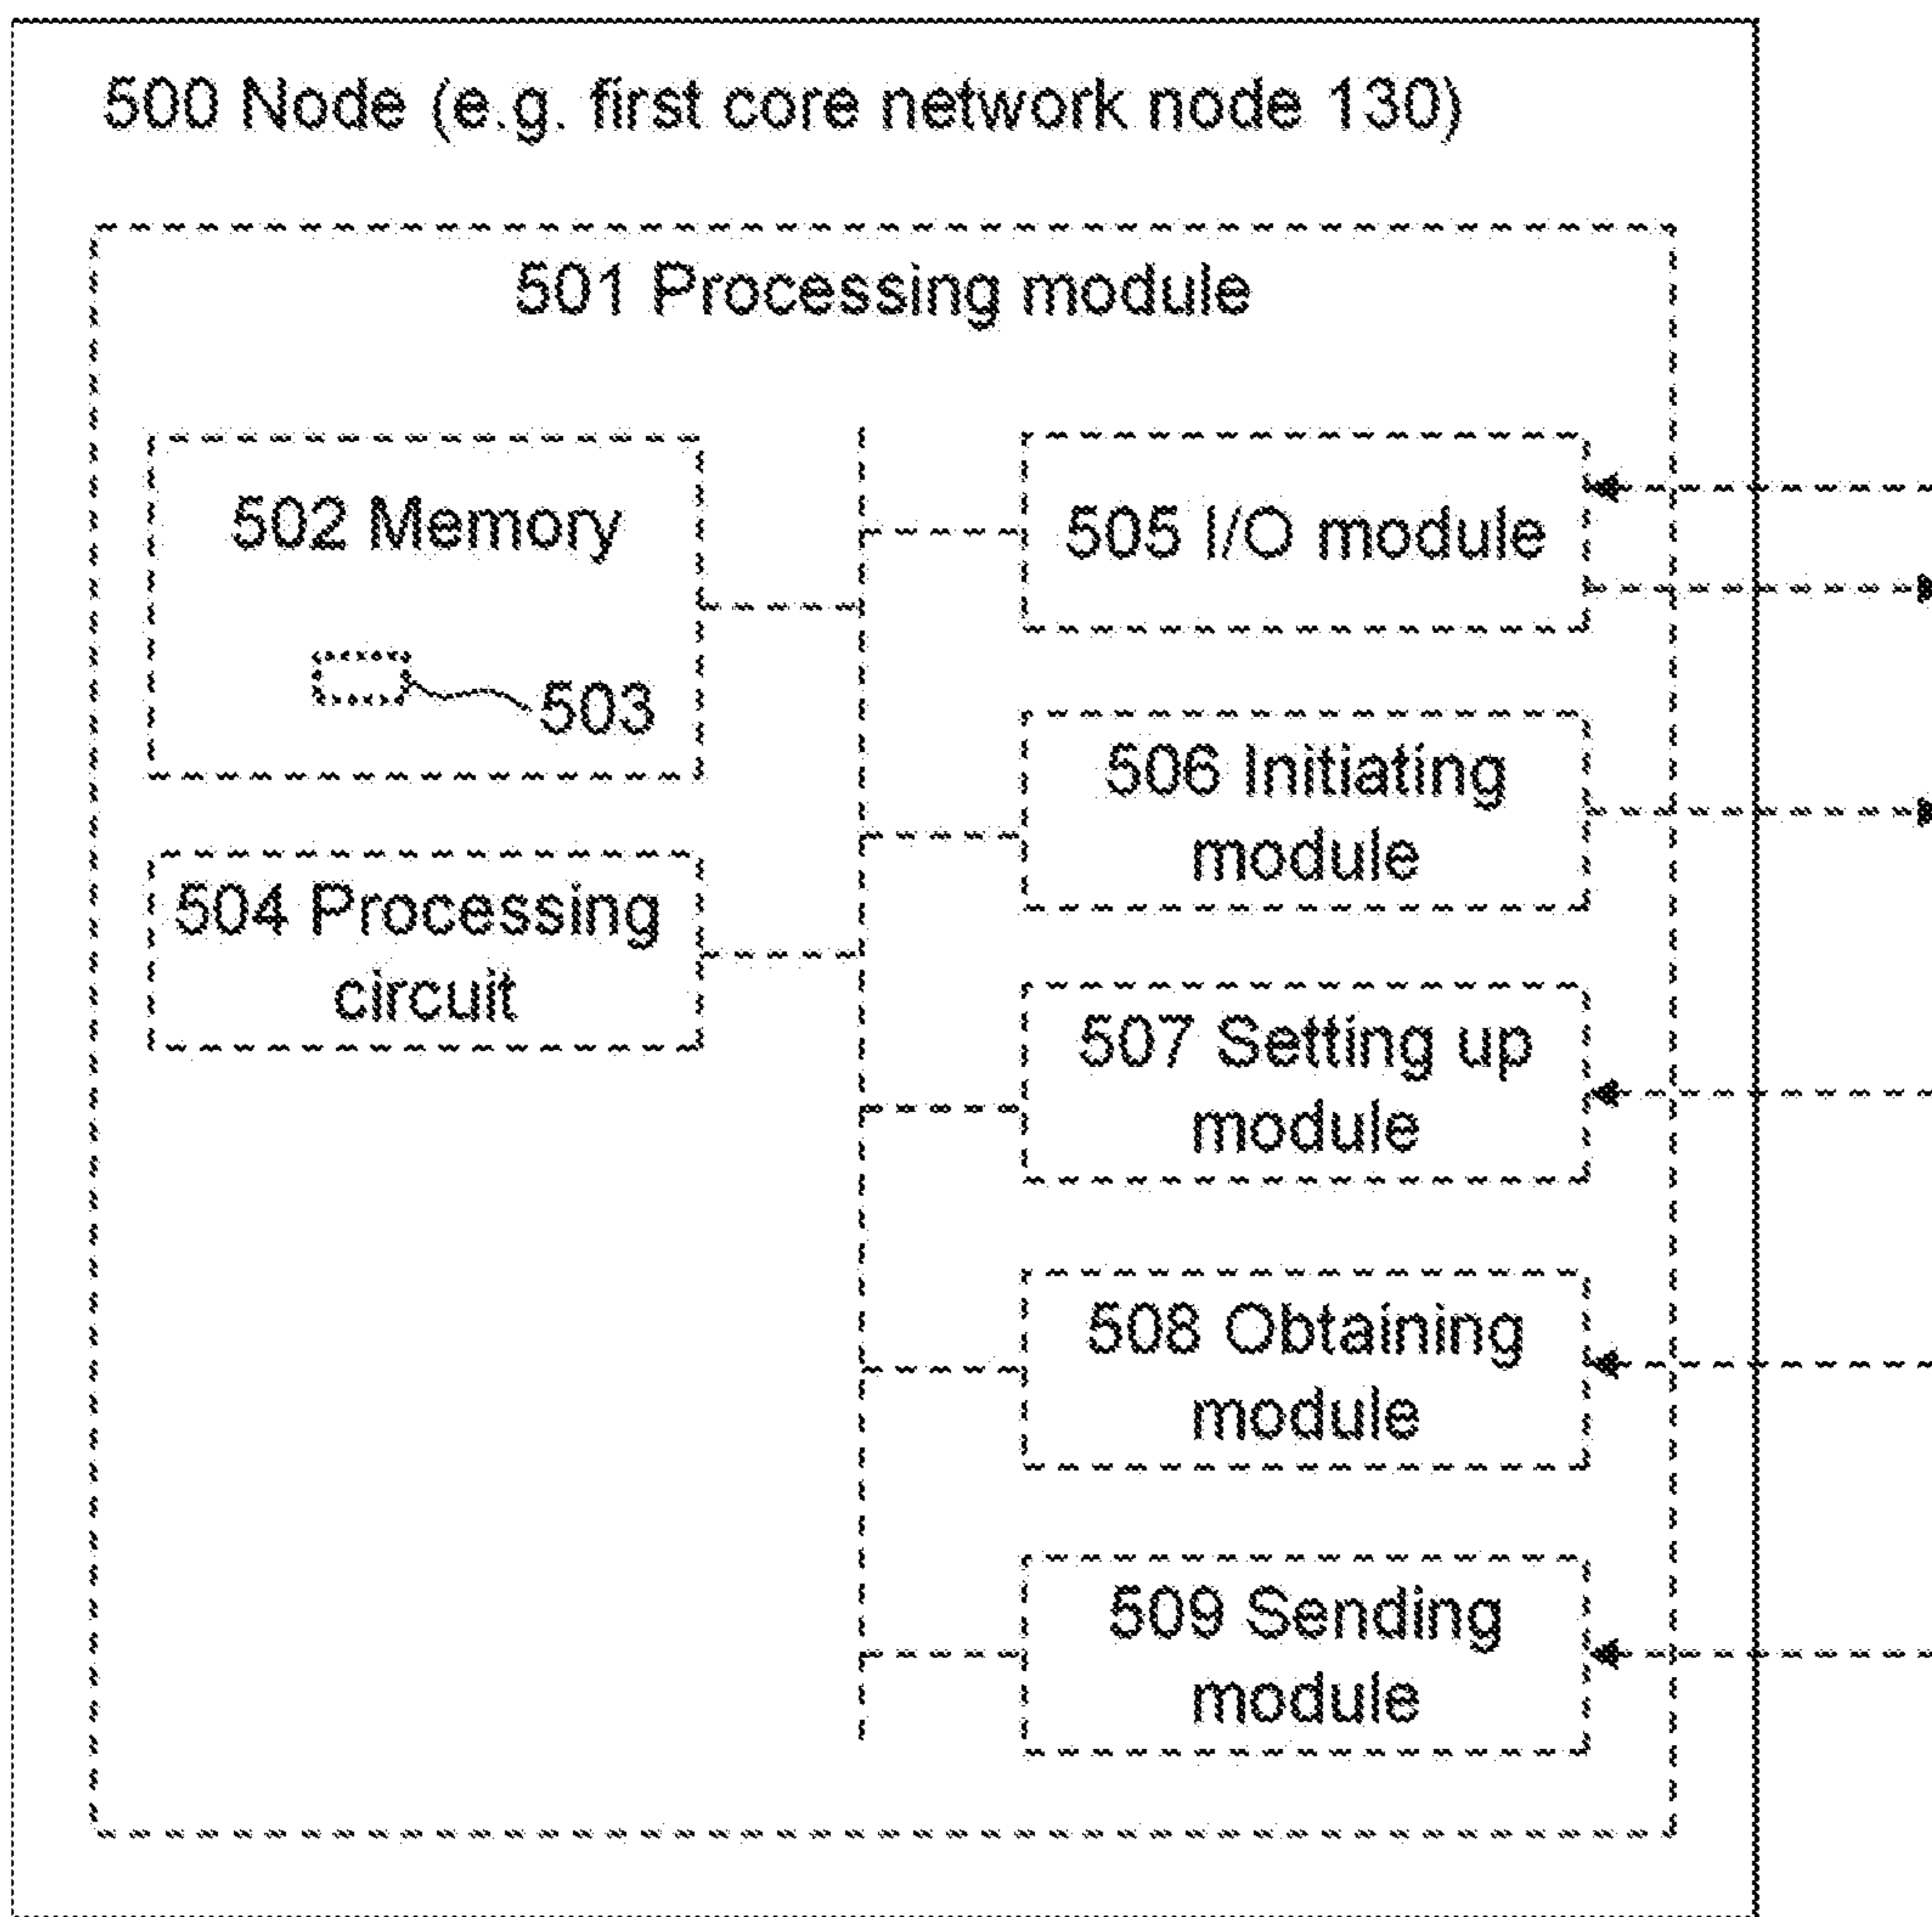 500 Node (e.g. first core network node 130)
501 Processing module
502 Memory
503
504 Processing
circuit
505 I/O module
506 Initiating
module
507 Setting up
module
508 Obtaining
module
509 Sending
module